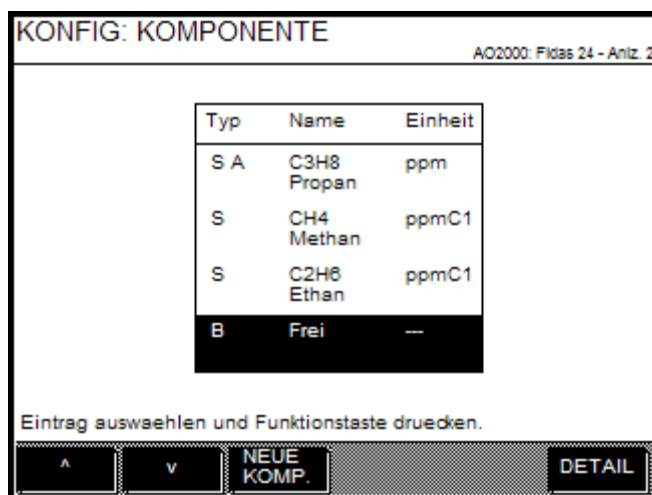 KONFIG: KOMPONENTE
AO2000: Fidas 24 - Anlz. 2
Typ Name Einheit
S A C3H8 ppm
Propan
S CH4 ppmC1
Methan
S C2H6 ppmC1
Ethan
B Frei ---
Eintrag auswaehlen und Funktionstaste druecken.
^ v NEUE KOMP. DETAIL